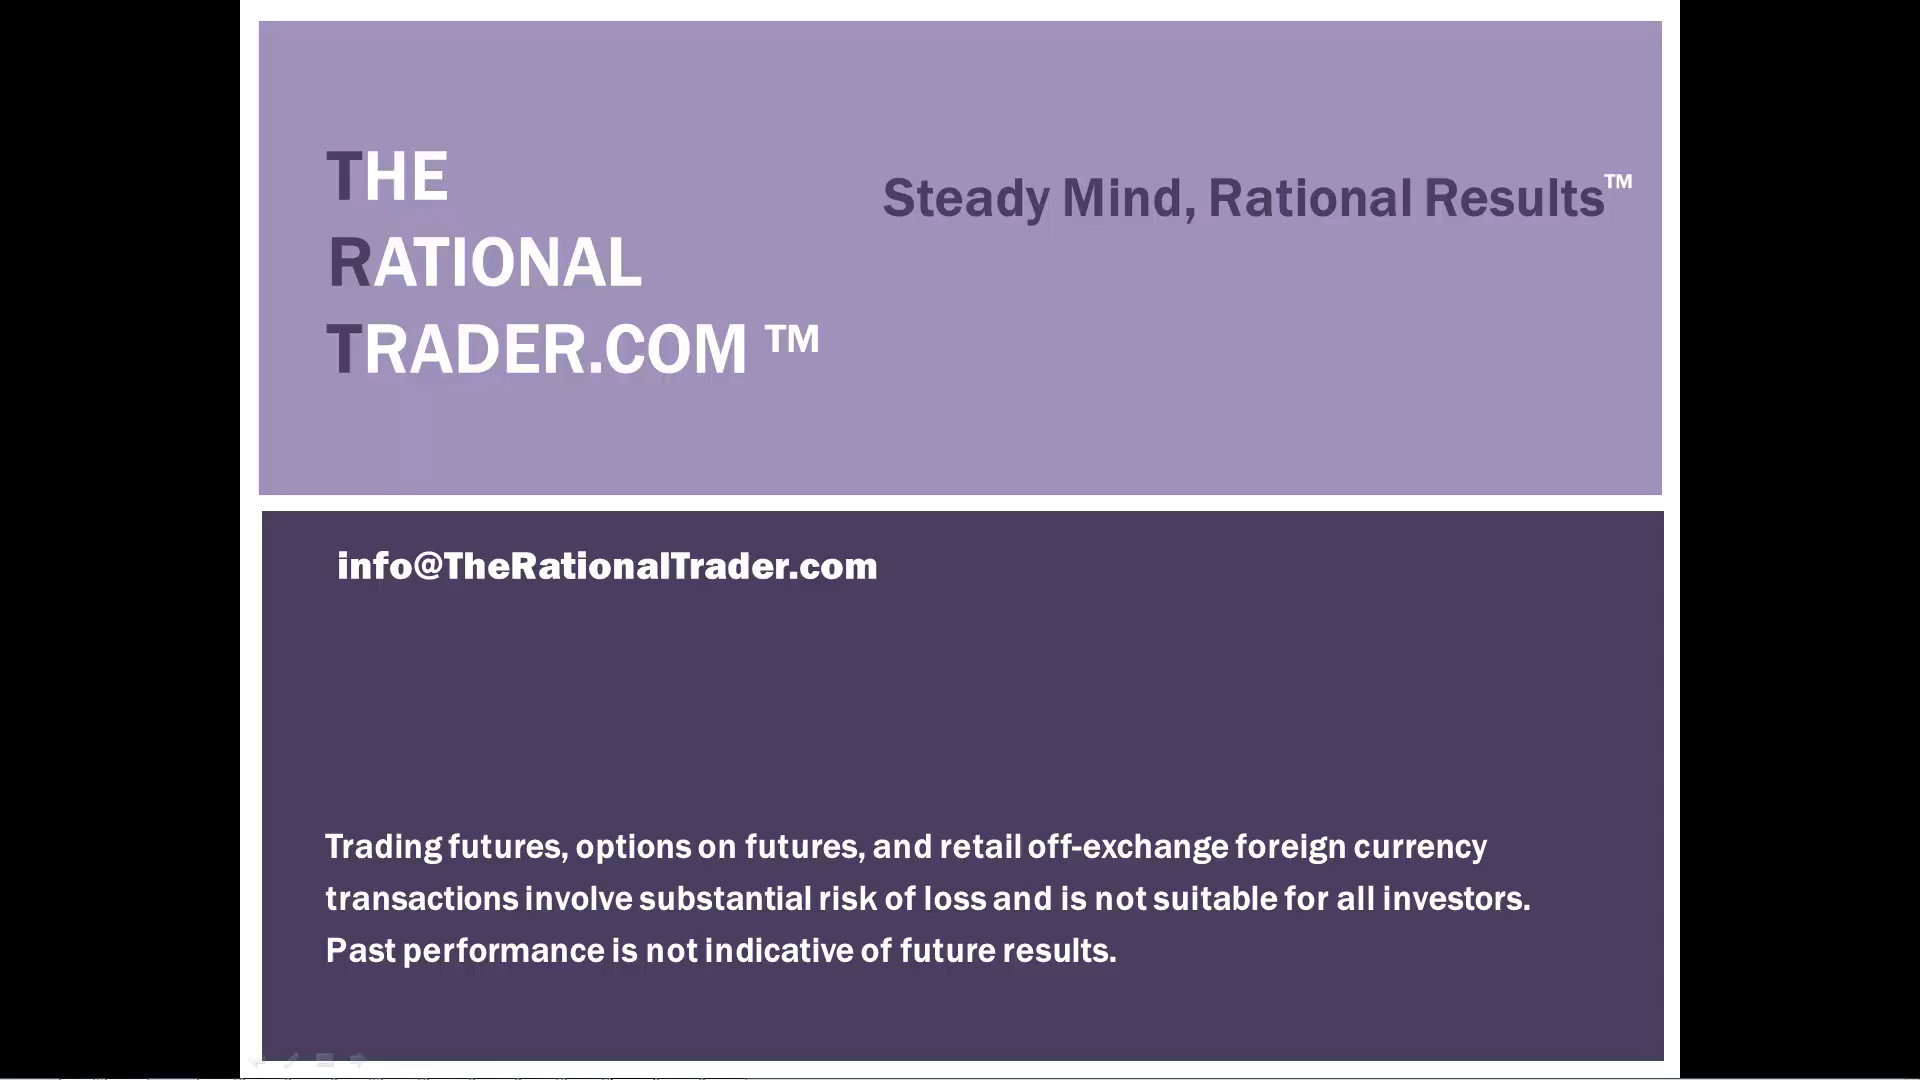 THE
RATIONAL
TRADER.COM ™
Steady Mind, Rational Results™
info@TheRationalTrader.com
Trading futures, options on futures, and retail off-exchange foreign currency
transactions involve substantial risk of loss and is not suitable for all investors.
Past performance is not indicative of future results.